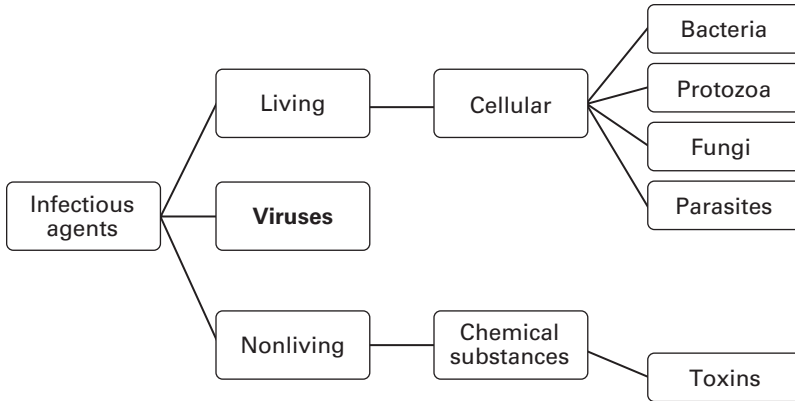 Infectious
agents
Living
Viruses
Nonliving
Cellular
Chemical
substances
Bacteria
Protozoa
Fungi
Parasites
Toxins